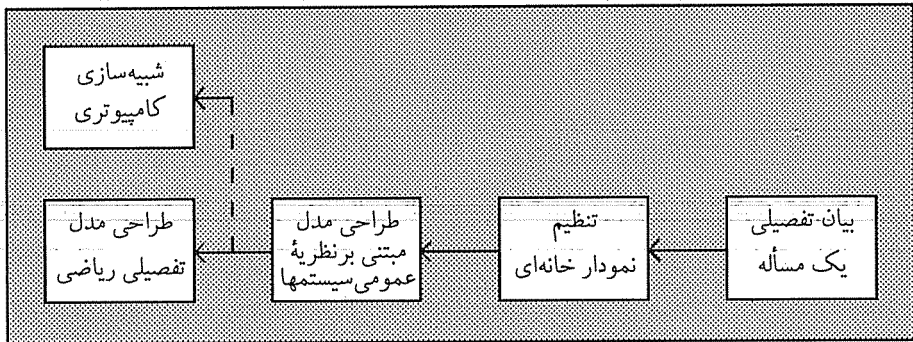 شبیه‌سازی
کامپیوتری
بیان تفصیلی
یک مسأله
تنظیم
نمودار خانه‌ای
طراحی مدل
مبتنی برنظریهٔ
عمومی سیستمها
طراحی مدل
تفصیلی ریاضی